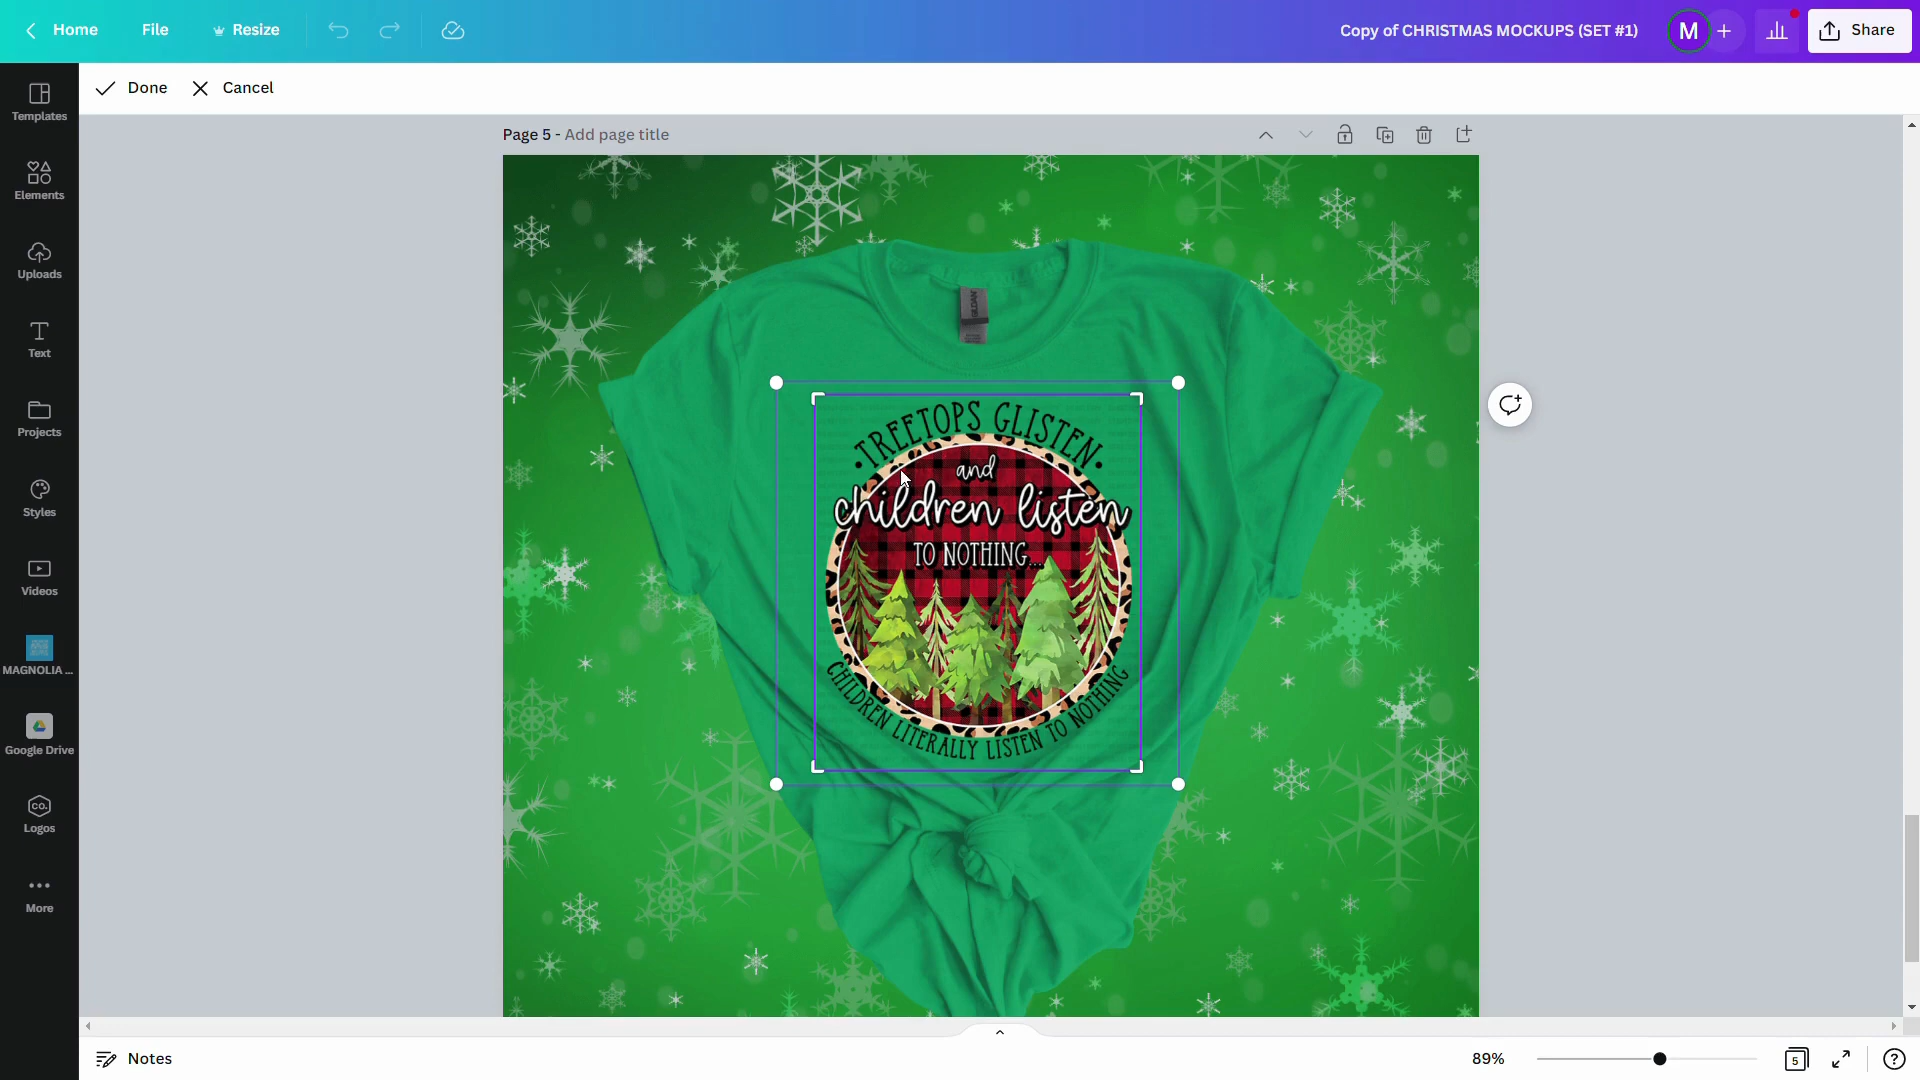 Home File Resize Copy of CHRISTMAS MOCKUPS (SET #1) M + Share
Done Cancel
Templates
Elements
Uploads
Text
Projects
Styles
Videos
MAGNOLIA ...
Google Drive
CO.
Logos
More
Page 5 - Add page title
GILDAN
•TREETOPS GLISTEN•
and
children listen
TO NOTHING...
CHILDREN LITERALLY LISTEN TO NOTHING
Notes 89% 5 ?